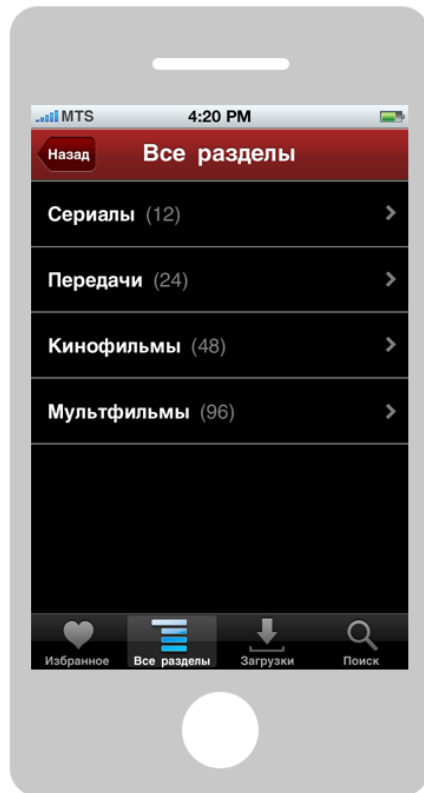 MTS 4:20 PM
Назад Все разделы
Сериалы (12)
Передачи (24)
Кинофильмы (48)
Мультфильмы (96)
Избранное Все разделы Загрузки Поиск